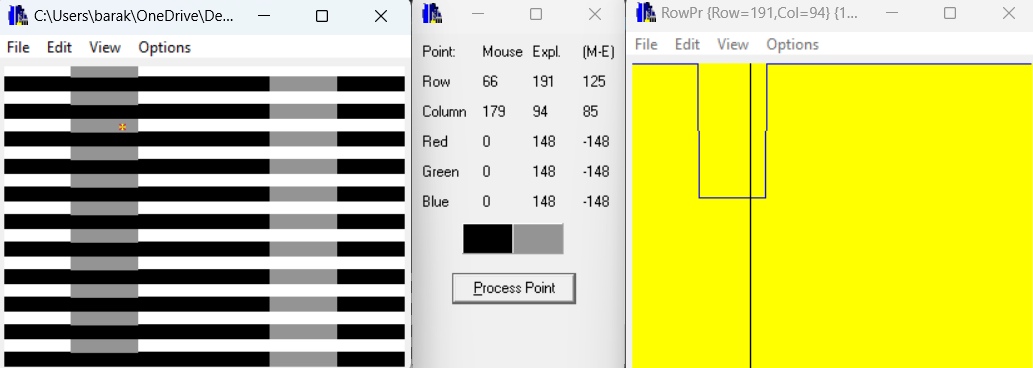 C:\Users\barak\OneDrive\De...
File Edit View Options
Point: Mouse Expl. (M-E)
Row 66 191 125
Column 179 94 85
Red 0 148 -148
Green 0 148 -148
Blue 0 148 -148
Process Point
RowPr {Row=191,Col=94} {1...
File Edit View Options